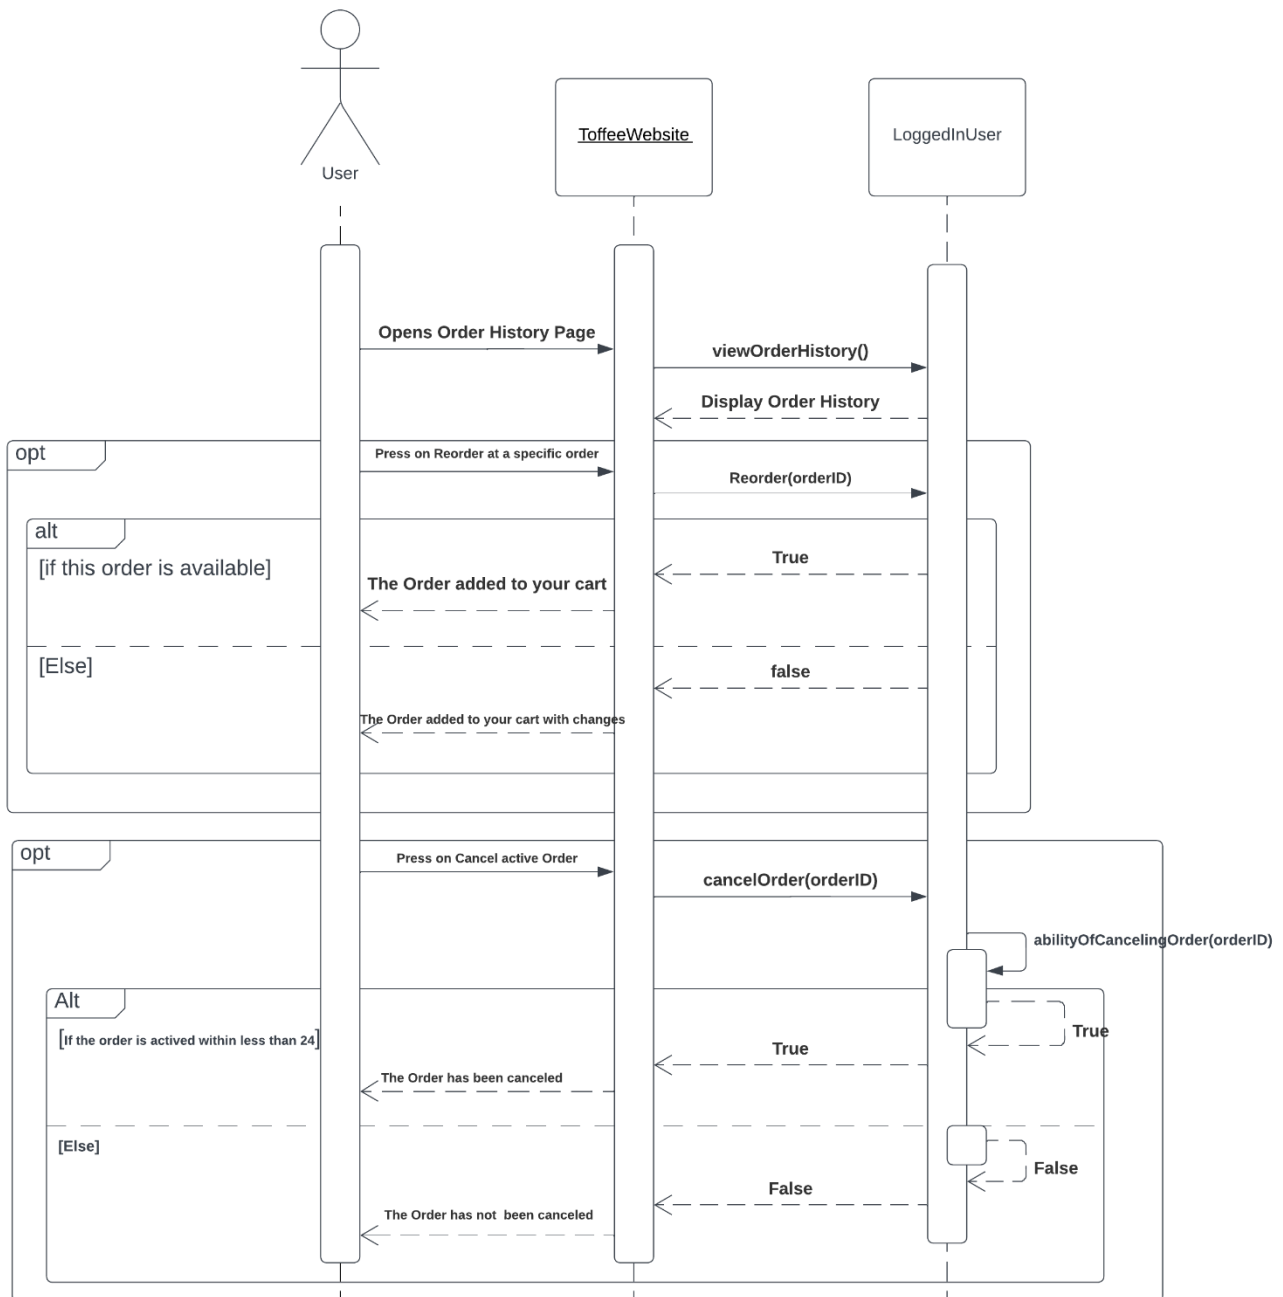 User
ToffeeWebsite
LoggedInUser
Opens Order History Page
viewOrderHistory()
Display Order History
opt
Press on Reorder at a specific order
Reorder(orderID)
alt
[if this order is available]
True
The Order added to your cart
[Else]
false
The Order added to your cart with changes
opt
Press on Cancel active Order
cancelOrder(orderID)
abilityOfCancelingOrder(orderID)
Alt
[If the order is actived within less than 24]
True
True
The Order has been canceled
[Else]
False
False
The Order has not  been canceled